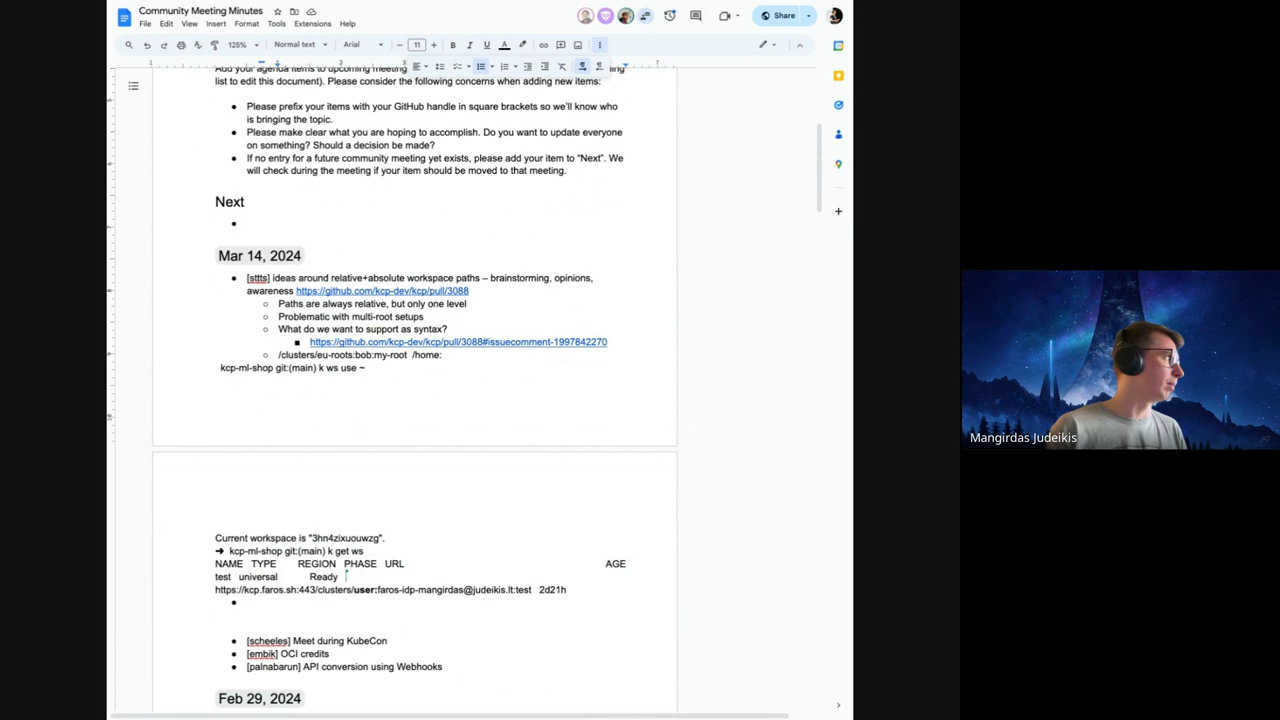 Community Meeting Minutes
File Edit View Insert Format Tools Extensions Help
Share
125% Normal text Arial 11
list to edit this document). Please consider the following concerns when adding new items:
Please prefix your items with your GitHub handle in square brackets so we'll know who
is bringing the topic.
Please make clear what you are hoping to accomplish. Do you want to update everyone
on something? Should a decision be made?
If no entry for a future community meeting yet exists, please add your item to “Next”. We
will check during the meeting if your item should be moved to that meeting.
Next
Mar 14, 2024
[sttts] ideas around relative+absolute workspace paths – brainstorming, opinions,
awareness https://github.com/kcp-dev/kcp/pull/3088
Paths are always relative, but only one level
Problematic with multi-root setups
What do we want to support as syntax?
https://github.com/kcp-dev/kcp/pull/3088#issuecomment-1997842270
/clusters/eu-roots:bob:my-root /home:
kcp-ml-shop git:(main) k ws use ~
Current workspace is "3hn4zixuouwzg".
➜ kcp-ml-shop git:(main) k get ws
NAME TYPE REGION PHASE URL AGE
test universal Ready
https://kcp.faros.sh:443/clusters/user:faros-idp-mangirdas@judeikis.lt:test 2d21h
[scheeles] Meet during KubeCon
[embik] OCI credits
[palnabarun] API conversion using Webhooks
Feb 29, 2024
Mangirdas Judeikis